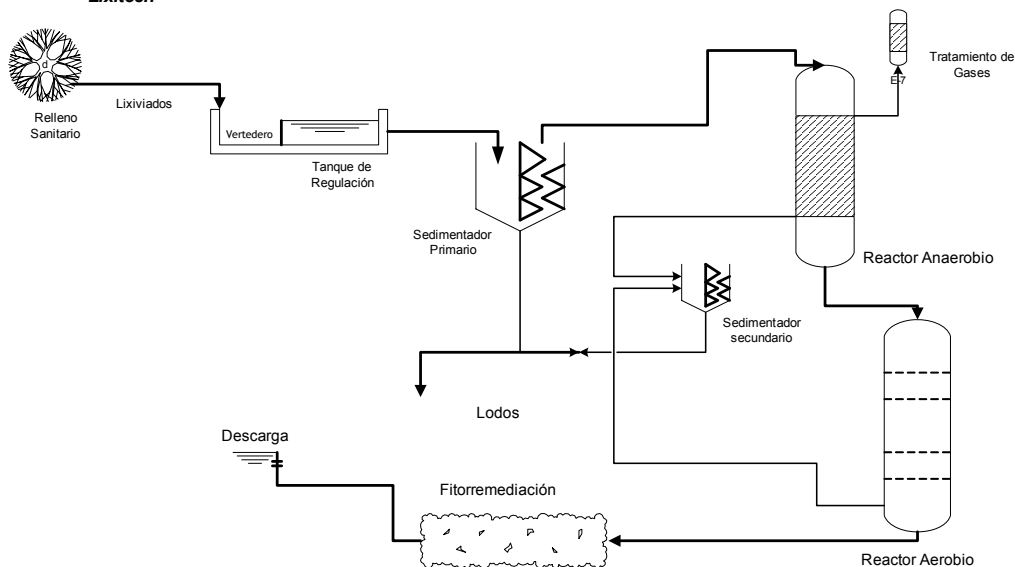 d
Relleno
Sanitario
Lixiviados
Vertedero
Tanque de
Regulación
Sedimentador
Primario
E-7
Tratamiento de
Gases
Reactor Anaerobio
Sedimentador
secundario
Lodos
Descarga
Fitorremediación
Reactor Aerobio